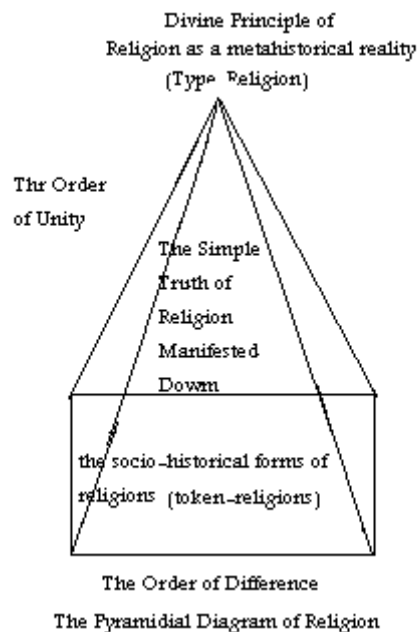 Divine Principle of
Religion as a metahistorical reality
(Type Religion)
Thr Order
of Unity
The Simple
Truth of
Religion
Manifested
Dowm
the socio-historical forms of
religions (token-religions)
The Order of Difference
The Pyramidial Diagram of Religion